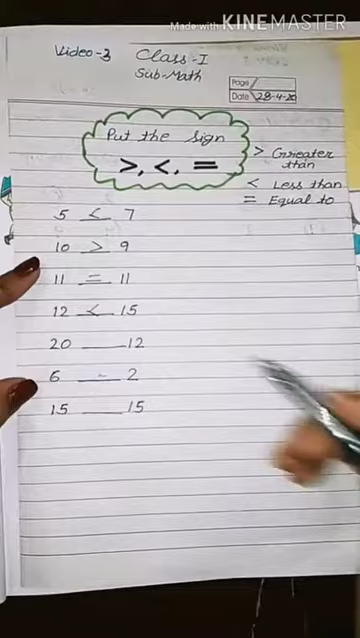 Made with KINEMASTER
Video-3 Class-I
Sub-Math
Page
Date 28-4-20
Put the Sign
>, <, =
> Greater than
< Less than
= Equal to
5 < 7
10 > 9
11 = 11
12 < 15
20 ___ 12
6 ___ 2
15 ___ 15